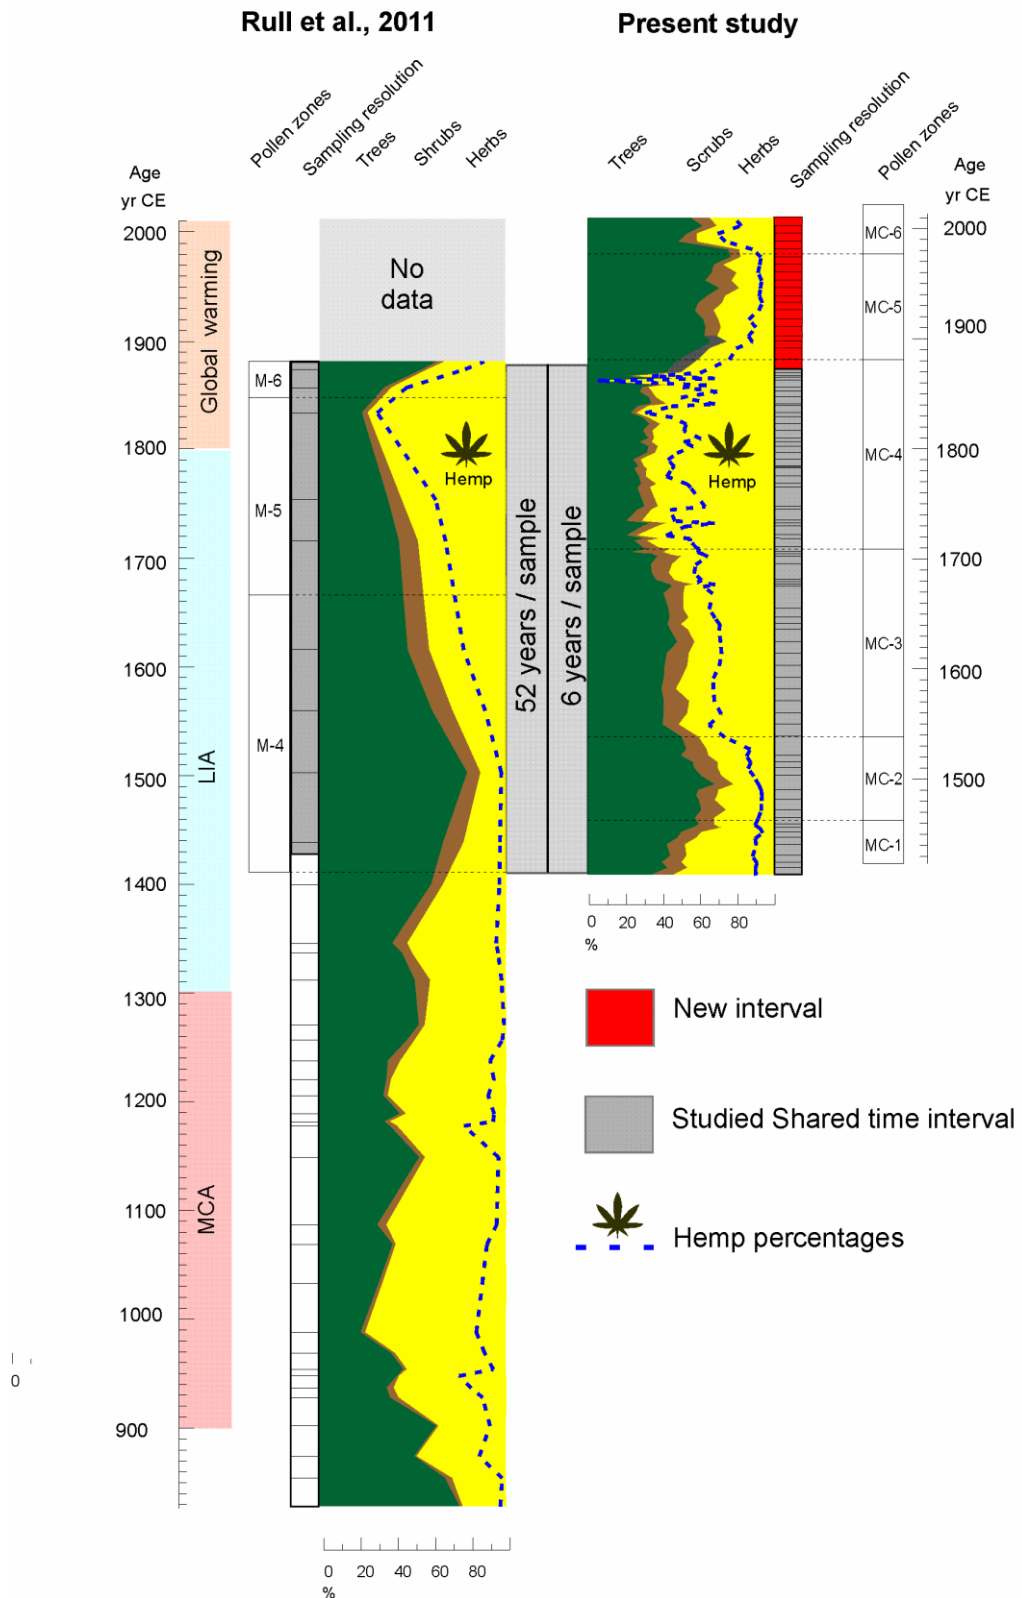 Rull et al., 2011
Present study
Pollen zones
Sampling resolution
Trees
Shrubs
Herbs
Trees
Scrubs
Herbs
Sampling resolution
Pollen zones
Age
yr CE
Age
yr CE
2000
1900
1800
1700
1600
1500
1400
1300
1200
1100
1000
900
Global warming
LIA
MCA
M-6
M-5
M-4
No
data
Hemp
52 years / sample
6 years / sample
Hemp
MC-6
MC-5
MC-4
MC-3
MC-2
MC-1
2000
1900
1800
1700
1600
1500
0 20 40 60 80
%
New interval
Studied Shared time interval
Hemp percentages
0
0 20 40 60 80
%